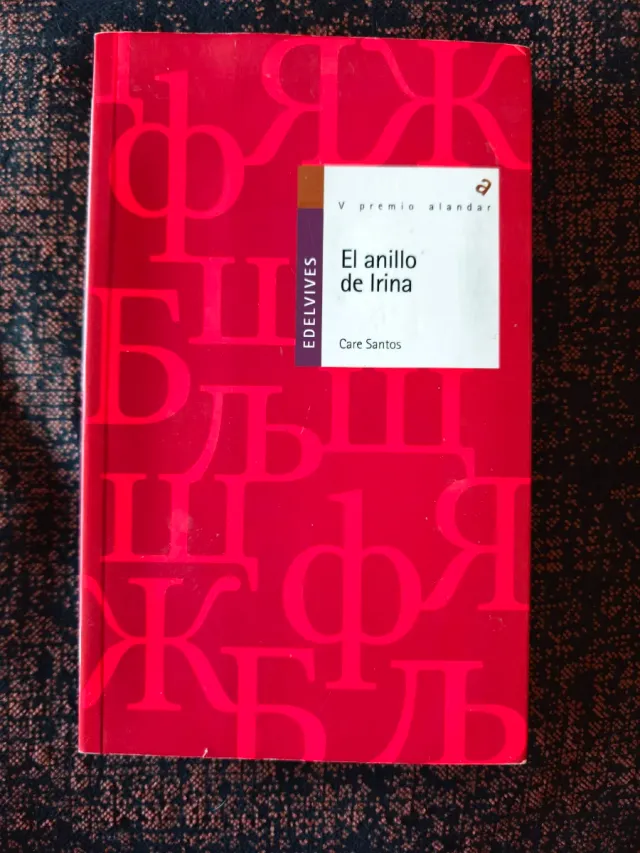 ф Я Ж
a
V premio alandar
El anillo
de Irina
Care Santos
EDELVIVES
Ц
Б Љ Щ
Щ ф Я
Ж Б Љ